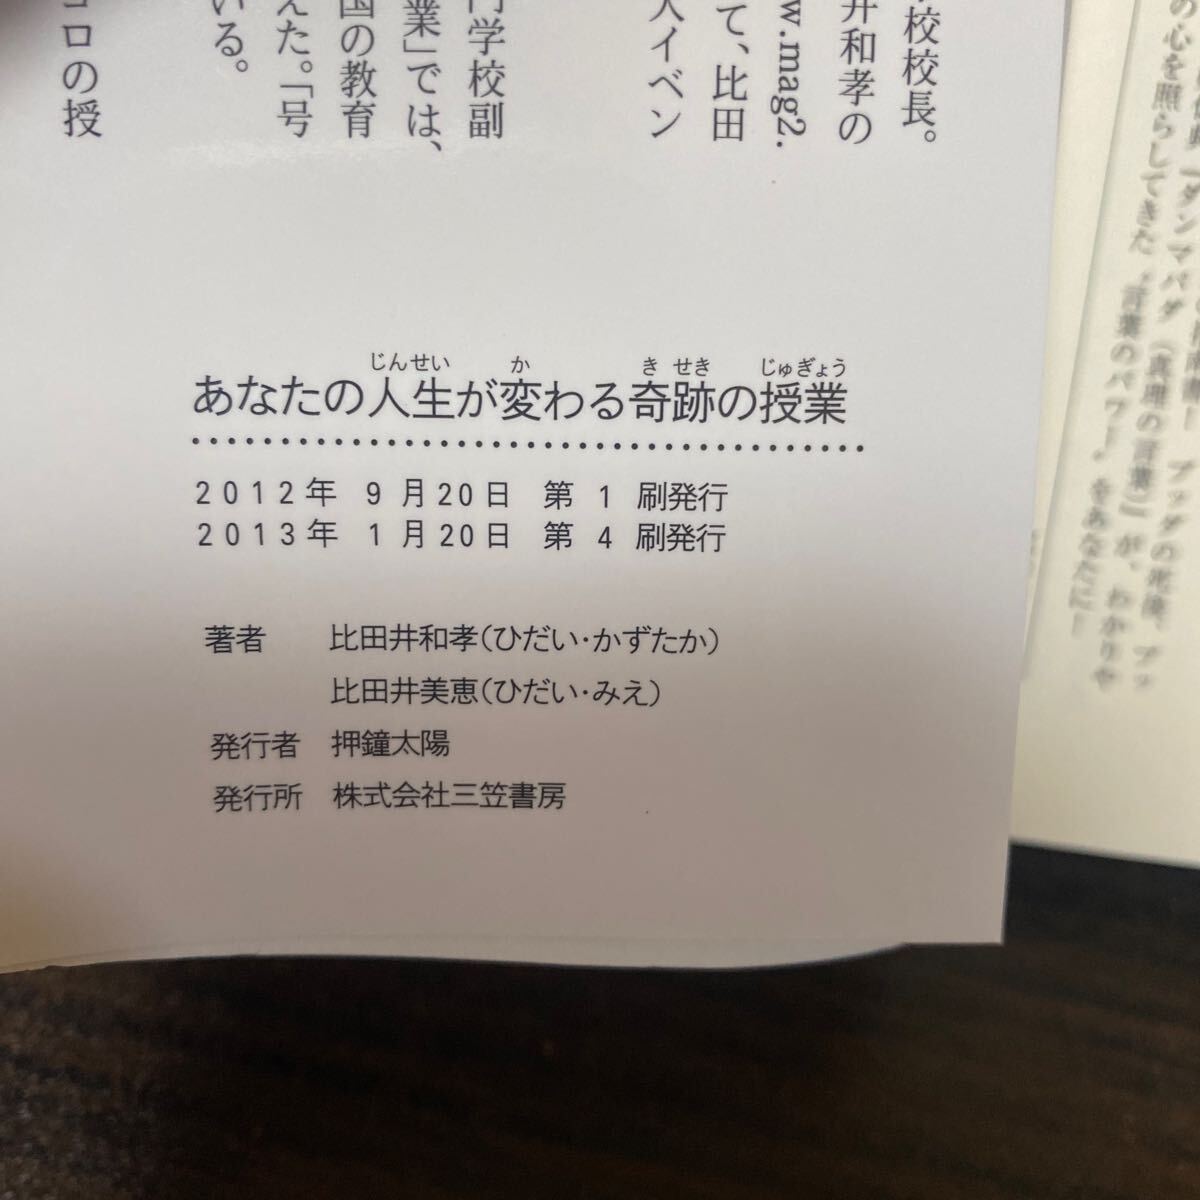 校校長。
井和孝の
w.mag2.
て、比田
人イベン
門学校副
業」では、
国の教育
えた。「号
いる。
コロの授
あなたの人生が変わる奇跡の授業
じんせい か きせき じゅぎょう
2012年 9月20日 第1刷発行
2013年 1月20日 第4刷発行
著者 比田井和孝(ひだい・かずたか)
比田井美恵(ひだい・みえ)
発行者 押鐘太陽
発行所 株式会社三笠書房
の心を照らしてきた“言葉のパワー”をあなたに!
『ダンマパダ(真理の言葉)』が、わかりや
ブッダの死後、ブッ